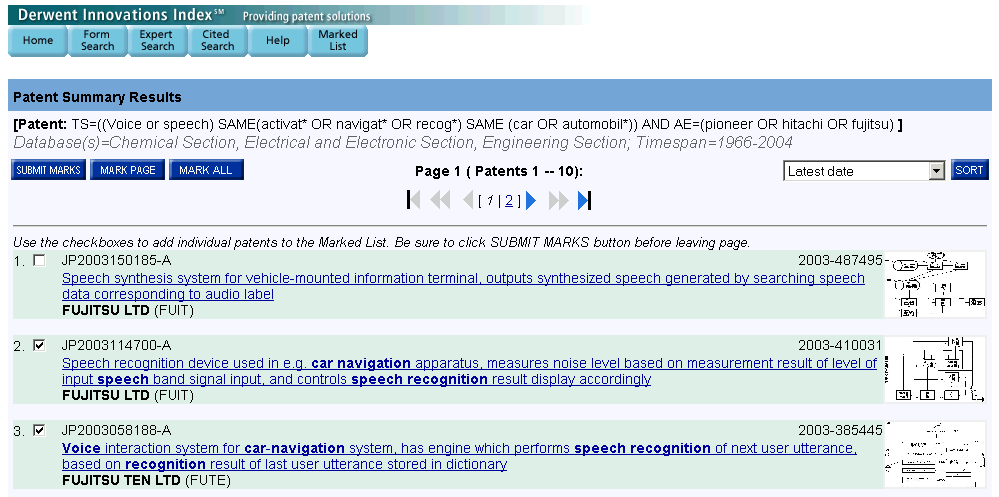 Derwent Innovations Index℠ Providing patent solutions
Home
Form Search
Expert Search
Cited Search
Help
Marked List
Patent Summary Results
[Patent: TS=((Voice or speech) SAME(activat* OR navigat* OR recog*) SAME (car OR automobil*)) AND AE=(pioneer OR hitachi OR fujitsu) ]
Database(s)=Chemical Section, Electrical and Electronic Section, Engineering Section; Timespan=1966-2004
SUBMIT MARKS MARK PAGE MARK ALL Page 1 ( Patents 1 -- 10): Latest date SORT
[ 1 | 2 ]
Use the checkboxes to add individual patents to the Marked List. Be sure to click SUBMIT MARKS button before leaving page.
1. JP2003150185-A 2003-487495
Speech synthesis system for vehicle-mounted information terminal, outputs synthesized speech generated by searching speech
data corresponding to audio label
FUJITSU LTD (FUIT)
2. JP2003114700-A 2003-410031
Speech recognition device used in e.g. car navigation apparatus, measures noise level based on measurement result of level of
input speech band signal input, and controls speech recognition result display accordingly
FUJITSU LTD (FUIT)
3. JP2003058188-A 2003-385445
Voice interaction system for car-navigation system, has engine which performs speech recognition of next user utterance,
based on recognition result of last user utterance stored in dictionary
FUJITSU TEN LTD (FUTE)